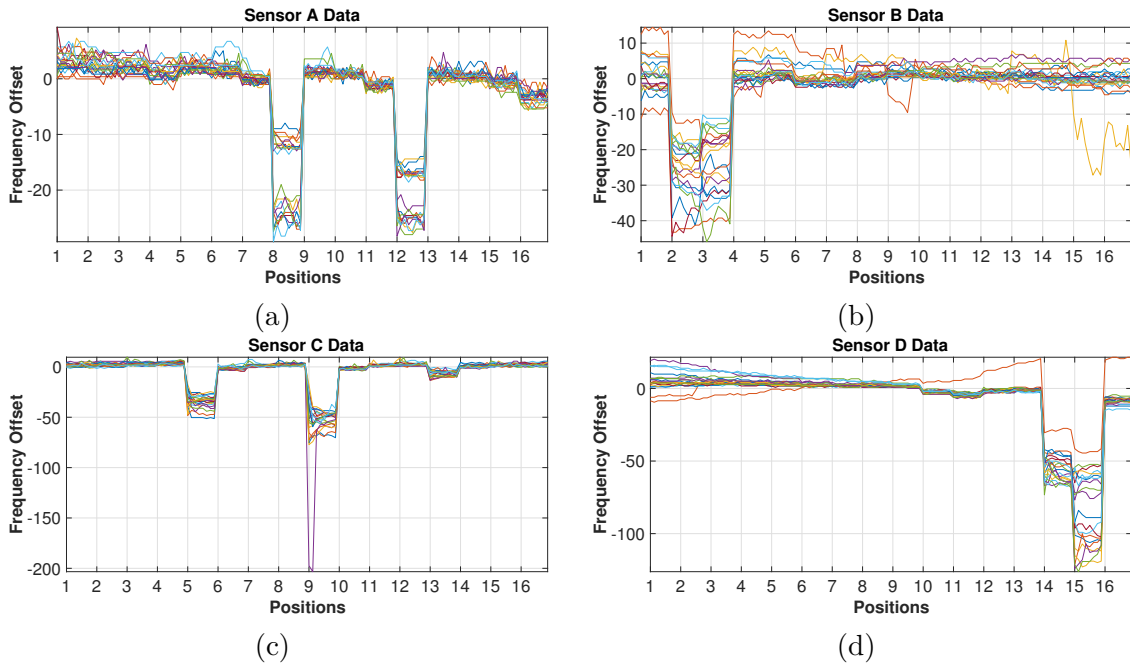 Sensor A Data
Frequency Offset
0
-10
-20
1 2 3 4 5 6 7 8 9 10 11 12 13 14 15 16
Positions
(a)
Sensor B Data
Frequency Offset
10
0
-10
-20
-30
-40
1 2 3 4 5 6 7 8 9 10 11 12 13 14 15 16
Positions
(b)
Sensor C Data
Frequency Offset
0
-50
-100
-150
-200
1 2 3 4 5 6 7 8 9 10 11 12 13 14 15 16
Positions
(c)
Sensor D Data
Frequency Offset
0
-50
-100
1 2 3 4 5 6 7 8 9 10 11 12 13 14 15 16
Positions
(d)